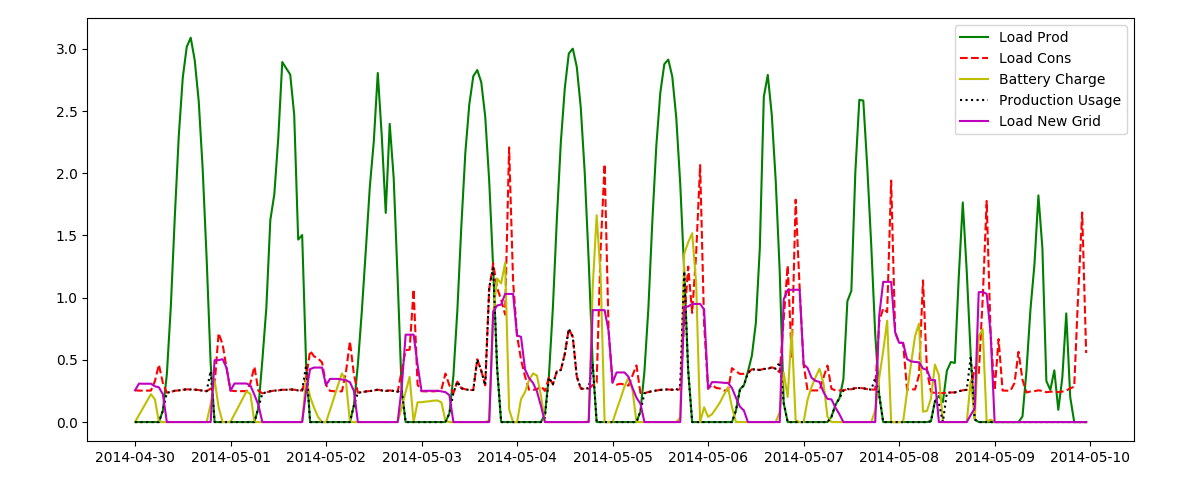 3.0
2.5
2.0
1.5
1.0
0.5
0.0
Load Prod
Load Cons
Battery Charge
Production Usage
Load New Grid
2014-04-30 2014-05-01 2014-05-02 2014-05-03 2014-05-04 2014-05-05 2014-05-06 2014-05-07 2014-05-08 2014-05-09 2014-05-10